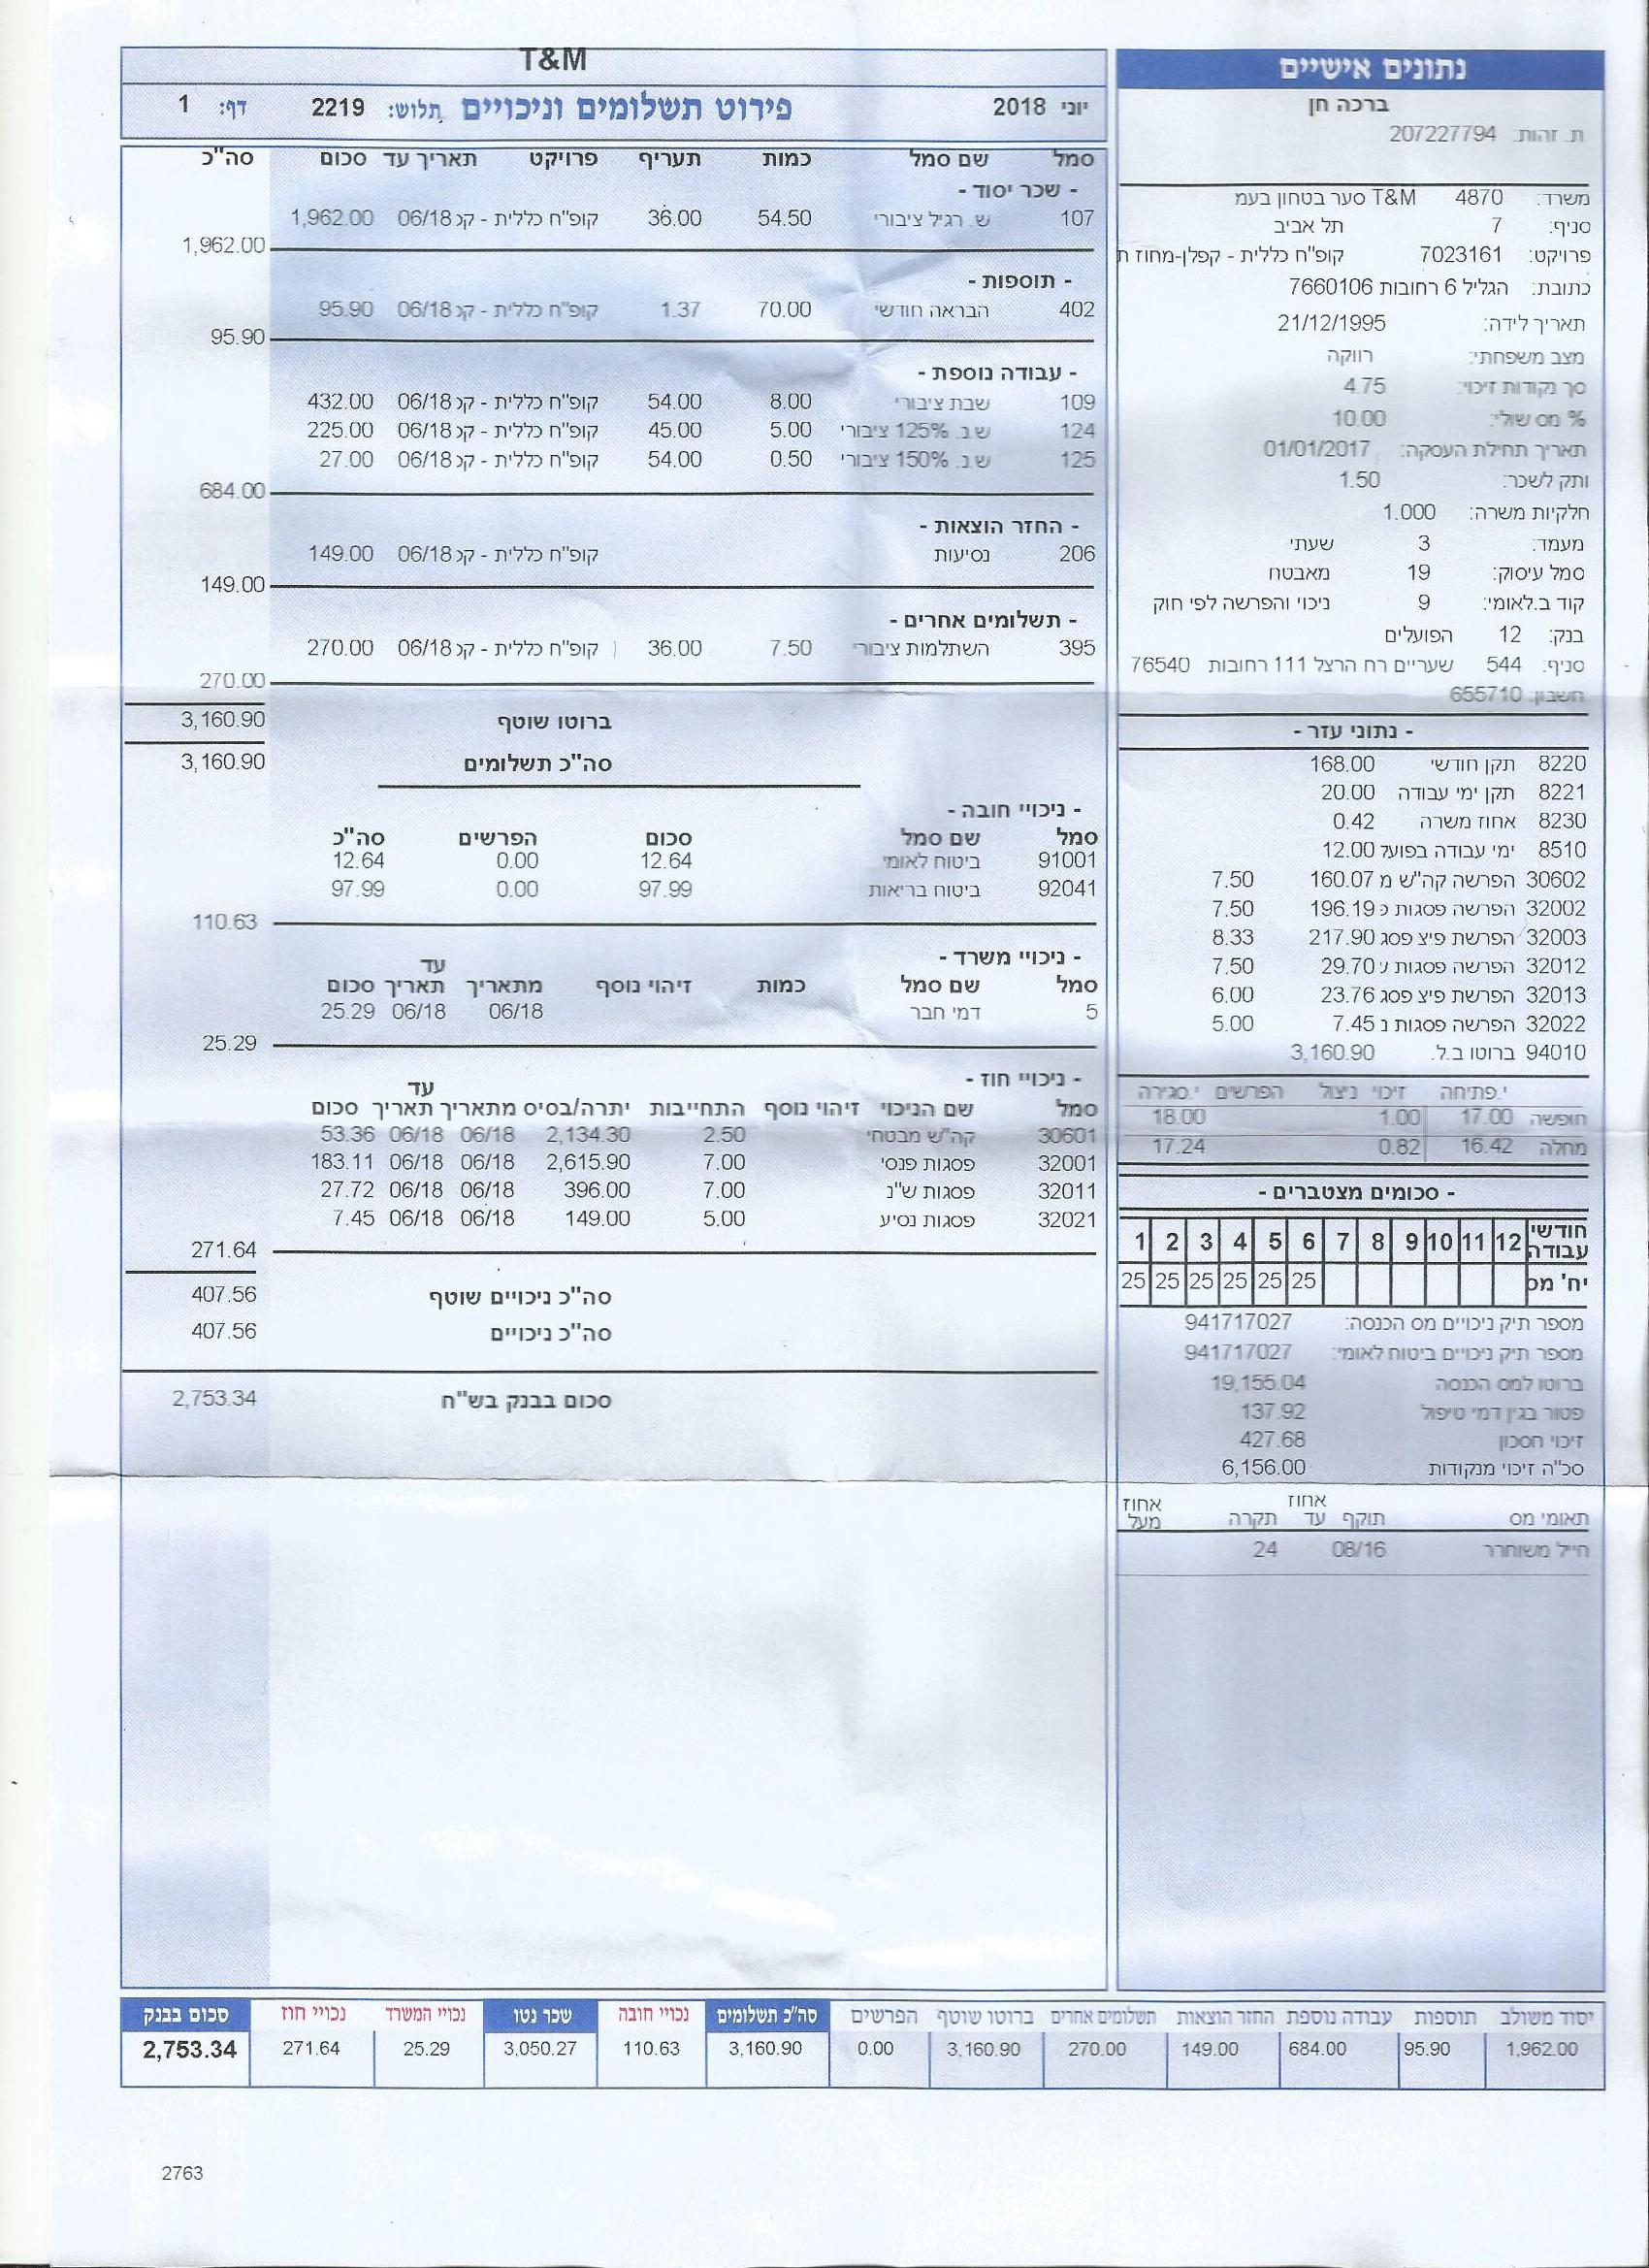 T&M
יוני 2018 פירוט תשלומים וניכויים תלוש: 2219 דף: 1
סמל שם סמל כמות תעריף פרויקט תאריך עד סכום סה"כ
- שכר יסוד -
107 ש. רגיל ציבורי 54.50 36.00 קופ"ח כללית - קפ 06/18 1,962.00
1,962.00
- תוספות -
402 הבראה חודשי 70.00 1.37 קופ"ח כללית - קפ 06/18 95.90
95.90
- עבודה נוספת -
109 שבת ציבורי 8.00 54.00 קופ"ח כללית - קפ 06/18 432.00
124 ש.נ. 125% ציבורי 5.00 45.00 קופ"ח כללית - קפ 06/18 225.00
125 ש.נ. 150% ציבורי 0.50 54.00 קופ"ח כללית - קפ 06/18 27.00
684.00
- החזר הוצאות -
206 נסיעות קופ"ח כללית - קפ 06/18 149.00
149.00
- תשלומים אחרים -
395 השתלמות ציבורי 7.50 36.00 קופ"ח כללית - קפ 06/18 270.00
270.00
ברוטו שוטף 3,160.90
סה"כ תשלומים 3,160.90
- ניכויי חובה -
סמל שם סמל סכום הפרשים סה"כ
91001 ביטוח לאומי 12.64 0.00 12.64
92041 ביטוח בריאות 97.99 0.00 97.99
110.63
- ניכויי משרד -
עד
סמל שם סמל כמות זיהוי נוסף מתאריך תאריך סכום
5 דמי חבר 06/18 06/18 25.29
25.29
- ניכויי חוז -
עד
סמל שם הניכוי זיהוי נוסף התחייבות יתרה/בסיס מתאריך תאריך סכום
30601 קה"ש מבטחי 2.50 2,134.30 06/18 06/18 53.36
32001 פסגות פנסי 7.00 2,615.90 06/18 06/18 183.11
32011 פסגות ש"נ 7.00 396.00 06/18 06/18 27.72
32021 פסגות נסיע 5.00 149.00 06/18 06/18 7.45
271.64
סה"כ ניכויים שוטף 407.56
סה"כ ניכויים 407.56
סכום בבנק בש"ח 2,753.34
נתונים אישיים
ברכה חן
ת. זהות. 207227794
משרד: 4870 T&M סער בטחון בעמ
סניף: 7 תל אביב
פרויקט: 7023161 קופ"ח כללית - קפלן-מחוז ת
כתובת: הגליל 6 רחובות 7660106
תאריך לידה: 21/12/1995
מצב משפחתי: רווקה
סך נקודות זיכוי: 4.75
% מס שולי: 10.00
תאריך תחילת העסקה: 01/01/2017
ותק לשכר: 1.50
חלקיות משרה: 1.000
מעמד: 3 שעתי
סמל עיסוק: 19 מאבטח
קוד ב.לאומי: 9 ניכוי והפרשה לפי חוק
בנק: 12 הפועלים
סניף: 544 שעריים רח הרצל 111 רחובות 76540
חשבון: 655710
- נתוני עזר -
8220 תקן חודשי 168.00
8221 תקן ימי עבודה 20.00
8230 אחוז משרה 0.42
8510 ימי עבודה בפועל 12.00
30602 הפרשה קה"ש מ 160.07 7.50
32002 הפרשה פסגות פ 196.19 7.50
32003 הפרשת פיצ פסג 217.90 8.33
32012 הפרשה פסגות ע 29.70 7.50
32013 הפרשת פיצ פסג 23.76 6.00
32022 הפרשה פסגות נ 7.45 5.00
94010 ברוטו ב.ל. 3,160.90
י.פתיחה זיכוי ניצול הפרשים י.סגירה
חופשה 17.00 1.00 18.00
מחלה 16.42 0.82 17.24
- סכומים מצטברים -
חודשי עבודה 12 11 10 9 8 7 6 5 4 3 2 1
יח' מס 25 25 25 25 25 25
מספר תיק ניכויים מס הכנסה: 941717027
מספר תיק ניכויים ביטוח לאומי: 941717027
ברוטו למס הכנסה 19,155.04
פטור בגין דמי טיפול 137.92
זיכוי חסכון 427.68
סכ"ה זיכוי מנקודות 6,156.00
תאומי מס תוקף אחוז עד תקרה אחוז מעל
חייל משוחרר 08/16 24
יסוד משולב תוספות עבודה נוספת החזר הוצאות תשלומים אחרים ברוטו שוטף הפרשים סה"כ תשלומים נכויי חובה שכר נטו נכויי המשרד נכויי חוז סכום בבנק
1,962.00 95.90 684.00 149.00 270.00 3,160.90 0.00 3,160.90 110.63 3,050.27 25.29 271.64 2,753.34
2763